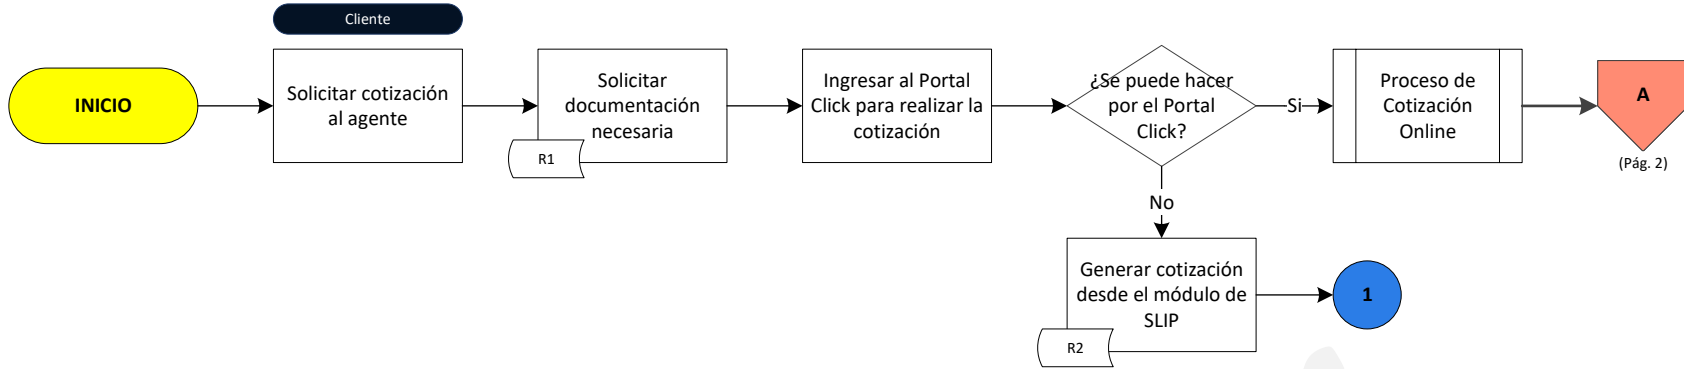 Cliente
INICIO
Solicitar cotización
al agente
Solicitar
documentación
necesaria
R1
Ingresar al Portal
Click para realizar la
cotización
¿Se puede hacer
por el Portal
Click?
Si
Proceso de
Cotización
Online
A
(Pág. 2)
No
Generar cotización
desde el módulo de
SLIP
R2
1